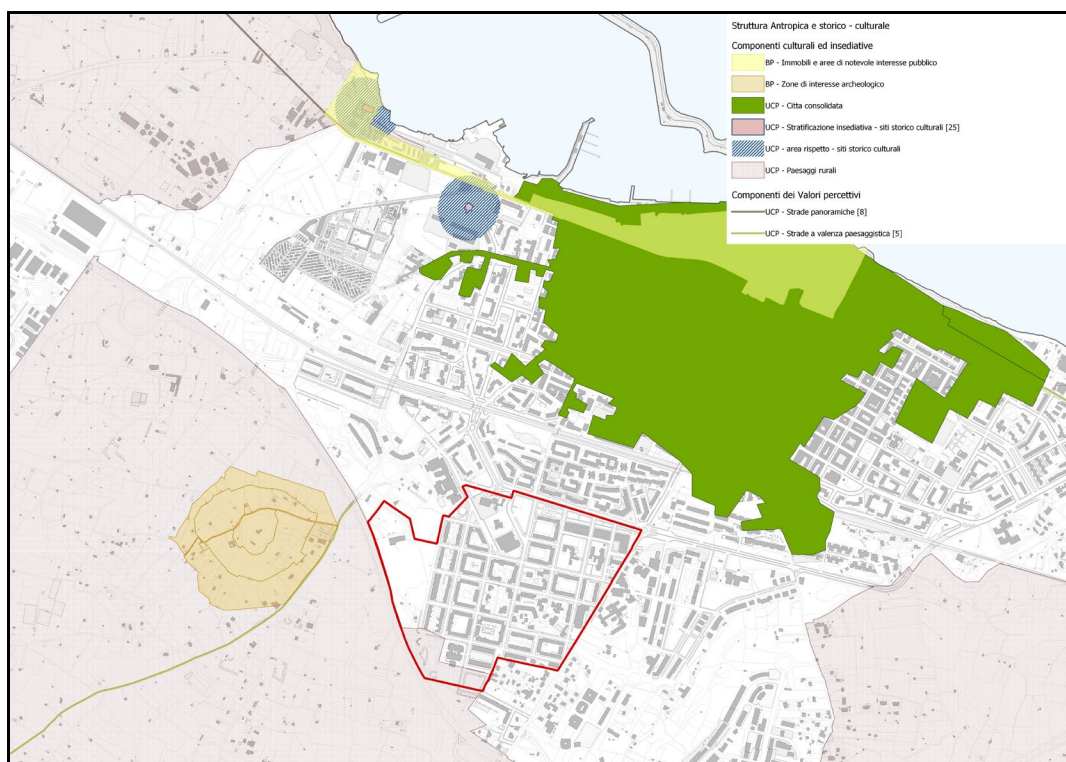 Struttura Antropica e storico - culturale
Componenti culturali ed insediative
BP - Immobili e aree di notevole interesse pubblico
BP - Zone di interesse archeologico
UCP - Citta consolidata
UCP - Stratificazione insediativa - siti storico culturali [25]
UCP - area rispetto - siti storico culturali
UCP - Paesaggi rurali
Componenti dei Valori percettivi
UCP - Strade panoramiche [8]
UCP - Strade a valenza paesaggistica [5]